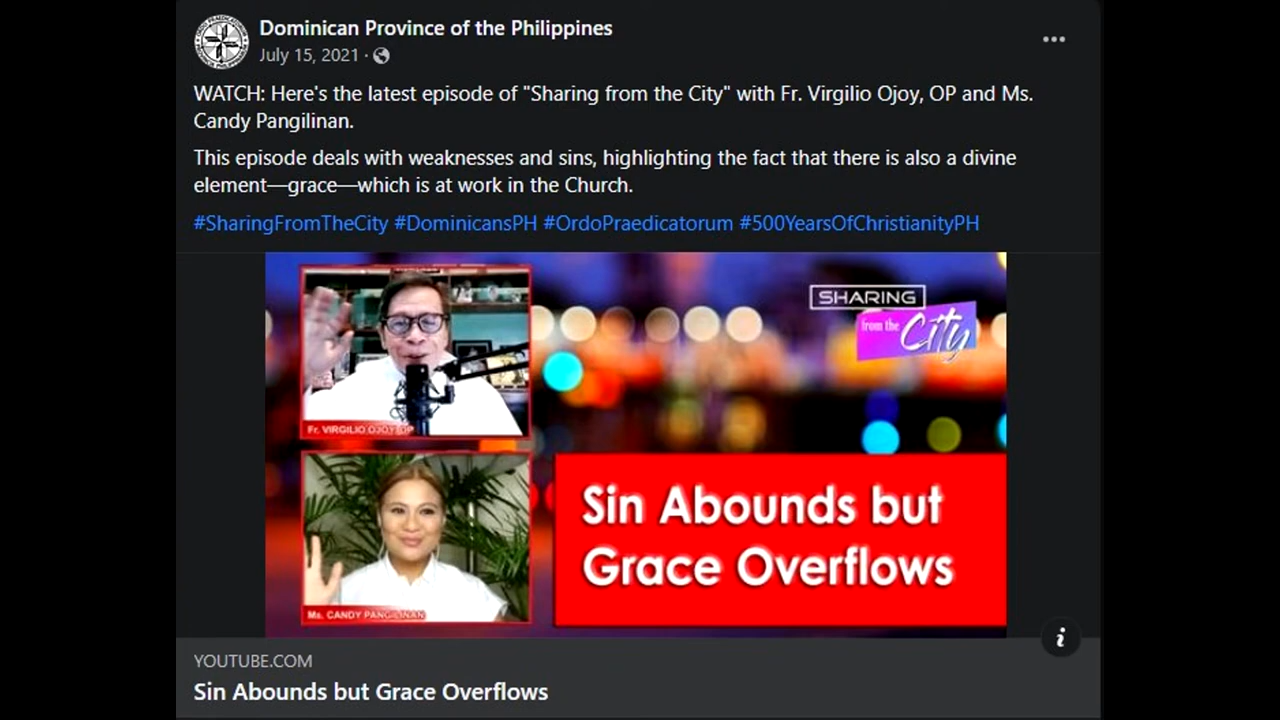 Dominican Province of the Philippines
July 15, 2021 ·
WATCH: Here's the latest episode of "Sharing from the City" with Fr. Virgilio Ojoy, OP and Ms.
Candy Pangilinan.
This episode deals with weaknesses and sins, highlighting the fact that there is also a divine
element—grace—which is at work in the Church.
#SharingFromTheCity #DominicansPH #OrdoPraedicatorum #500YearsOfChristianityPH
SHARING
from the City
Fr. VIRGILIO OJOY, OP
Ms. CANDY PANGILINAN
Sin Abounds but
Grace Overflows
YOUTUBE.COM
Sin Abounds but Grace Overflows